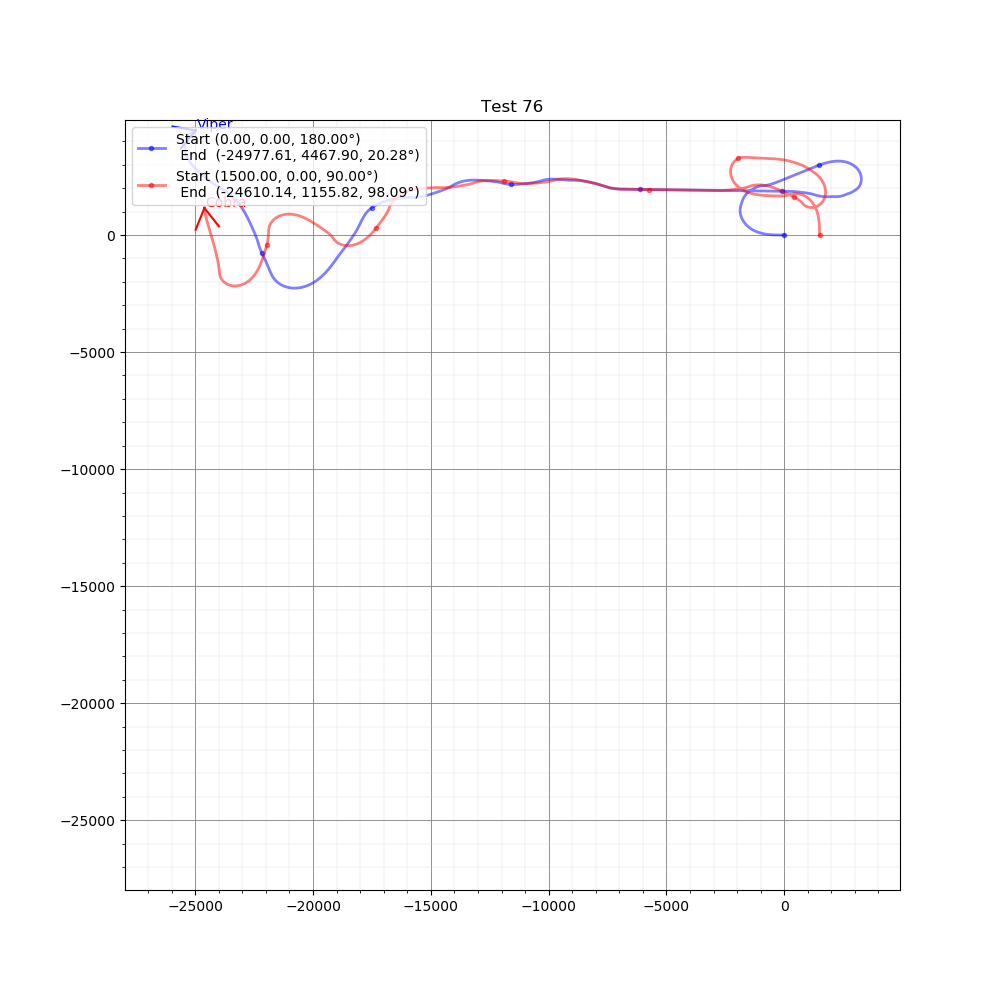 Test 76
Viper
Start (0.00, 0.00, 180.00°)
End (-24977.61, 4467.90, 20.28°)
Start (1500.00, 0.00, 90.00°)
End (-24610.14, 1155.82, 98.09°)
Cobra
0
−5000
−10000
−15000
−20000
−25000
−25000 −20000 −15000 −10000 −5000 0